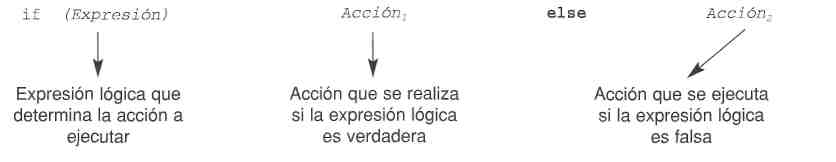 if (Expresión) Acción₁ else Acción₂
Expresión lógica que
determina la acción a
ejecutar
Acción que se realiza
si la expresión lógica
es verdadera
Acción que se ejecuta
si la expresión lógica
es falsa